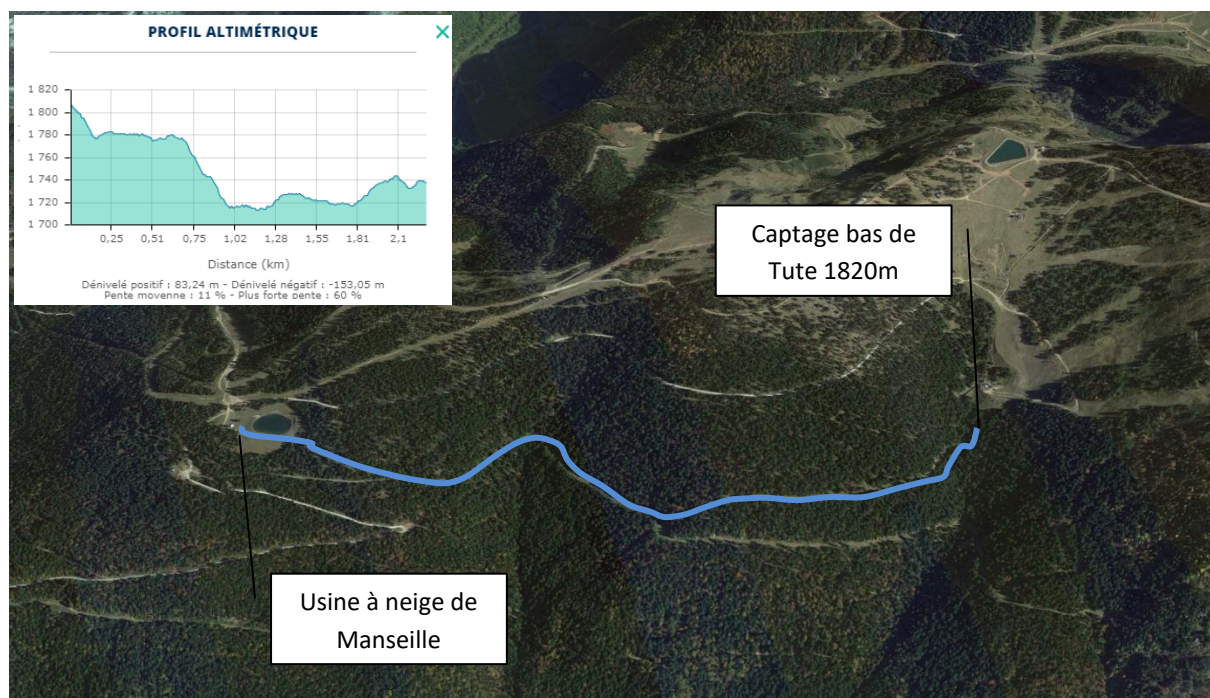 PROFIL ALTIMÉTRIQUE
1 820
1 800
1 780
1 760
1 740
1 720
1 700
0,25 0,51 0,75 1,02 1,28 1,55 1,81 2,1
Distance (km)
Dénivelé positif : 83,24 m - Dénivelé négatif : -153,05 m
Pente moyenne : 11 % - Plus forte pente : 60 %
Captage bas de
Tute 1820m
Usine à neige de
Manseille